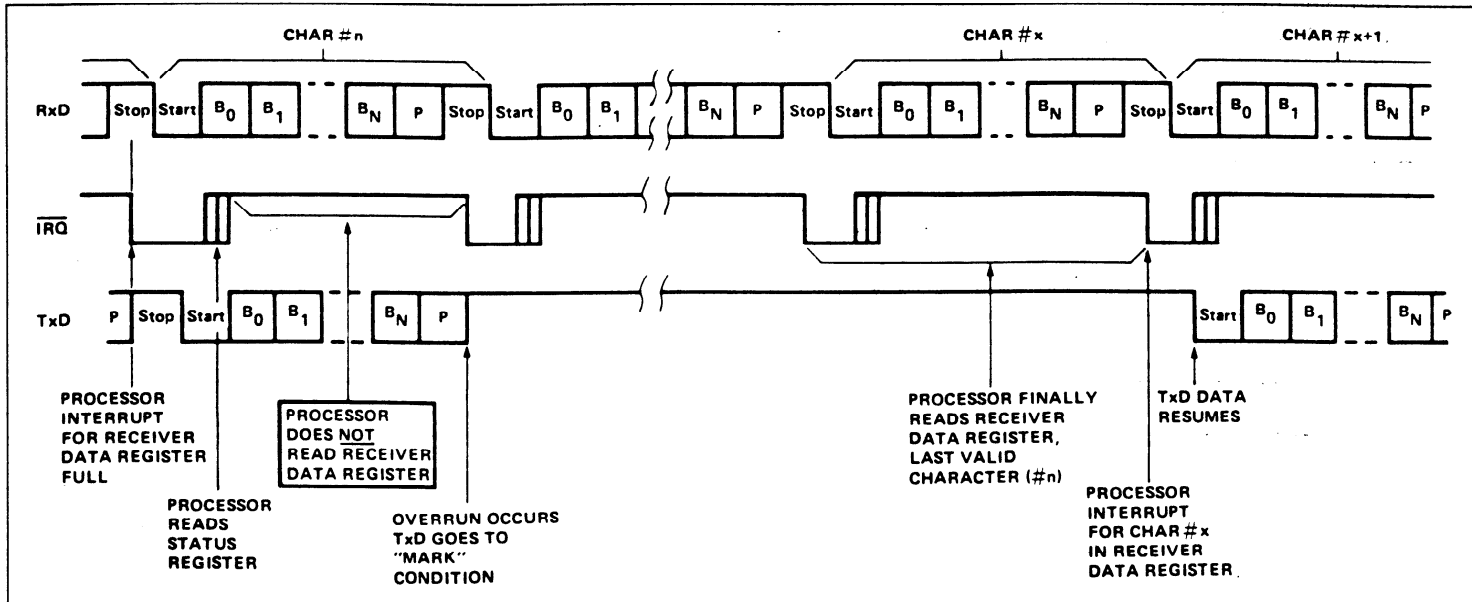 CHAR #n
CHAR #x
CHAR #x+1
RxD
Stop Start B0 B1 BN P Stop Start B0 B1 BN P Stop Start B0 B1 BN P Stop Start B0 B1 BN P
IRQ
TxD
P Stop Start B0 B1 BN P Start B0 B1 BN P
PROCESSOR
INTERRUPT
FOR RECEIVER
DATA REGISTER
FULL
PROCESSOR
READS
STATUS
REGISTER
PROCESSOR
DOES NOT
READ RECEIVER
DATA REGISTER
OVERRUN OCCURS
TxD GOES TO
"MARK"
CONDITION
PROCESSOR FINALLY
READS RECEIVER
DATA REGISTER,
LAST VALID
CHARACTER (#n)
PROCESSOR
INTERRUPT
FOR CHAR #x
IN RECEIVER
DATA REGISTER
TxD DATA
RESUMES